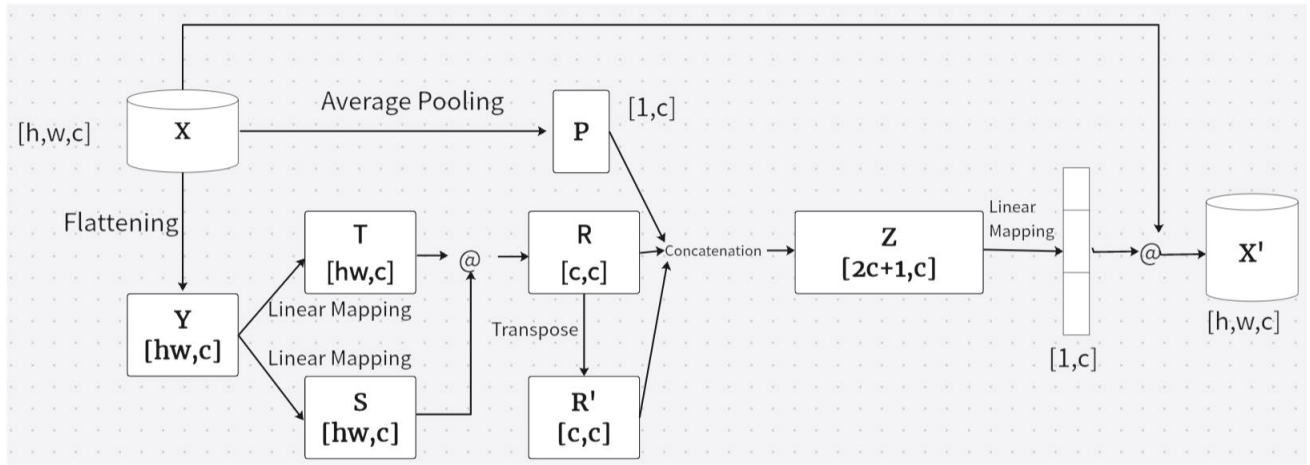 Average Pooling
[h,w,c]
X
P
[1,c]
Flattening
T
[hw,c]
@
R
[c,c]
Concatenation
Z
[2c+1,c]
Linear
Mapping
@
X'
[h,w,c]
Y
[hw,c]
Linear Mapping
Linear Mapping
Transpose
[1,c]
S
[hw,c]
R'
[c,c]